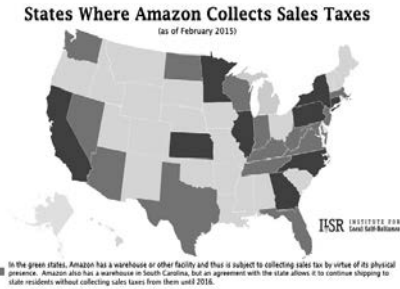 States Where Amazon Collects Sales Taxes
(as of February 2015)
ILSR INSTITUTE FOR
Local Self-Reliance
In the green states, Amazon has a warehouse or other facility and thus is subject to collecting sales tax by virtue of its physical
presence. Amazon also has a warehouse in South Carolina, but an agreement with the state allows it to continue shipping to
state residents without collecting sales taxes from them until 2016.